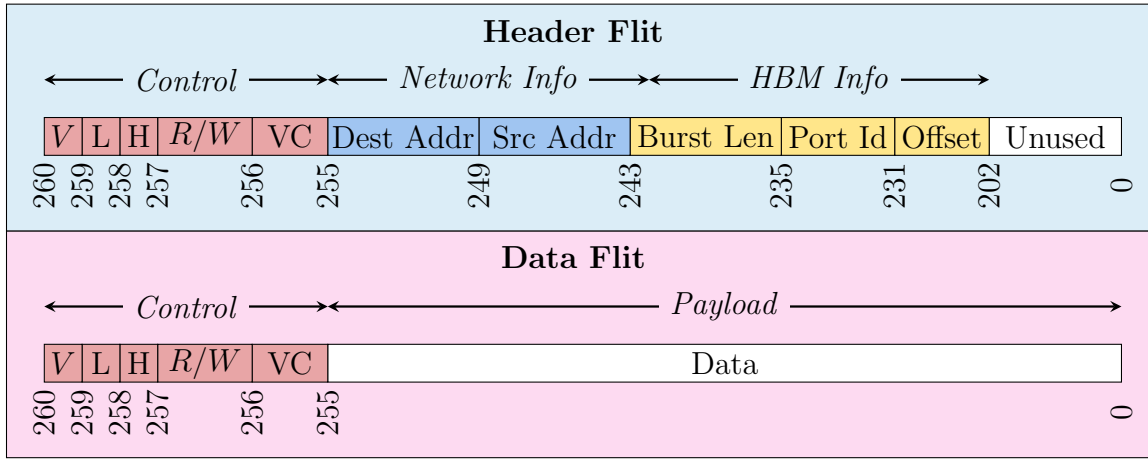 Header Flit
Control Network Info HBM Info
V L H R/W VC Dest Addr Src Addr Burst Len Port Id Offset Unused
260 259 258 257 256 255 249 243 235 231 202 0
Data Flit
Control Payload
V L H R/W VC Data
260 259 258 257 256 255 0